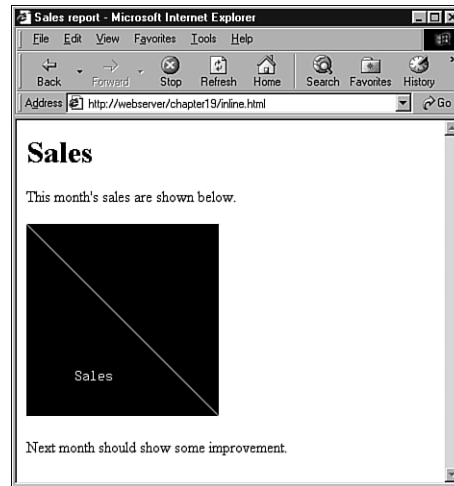 Sales report - Microsoft Internet Explorer
File Edit View Favorites Tools Help
Back Forward Stop Refresh Home Search Favorites History
Address http://webserver/chapter19/inline.html Go
Sales
This month's sales are shown below.
Sales
Next month should show some improvement.